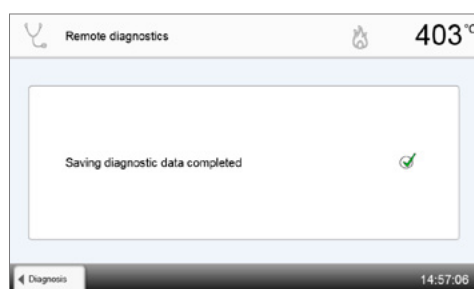 Remote diagnostics
403°C
Saving diagnostic data completed
Diagnosis
14:57:06